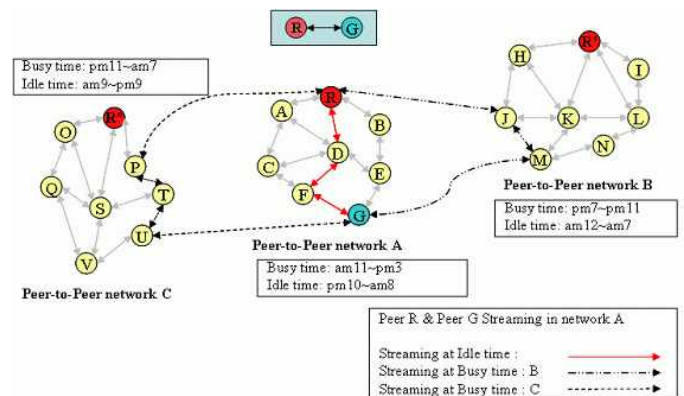 R G
Busy time: pm11~am7
Idle time: am9~pm9
R'
H
I
R
R"
A
J
K
L
O
B
P
D
N
M
C
E
Q
T
S
F
G
U
V
Peer-to-Peer network B
Busy time: pm7~pm11
Idle time: am12~am7
Peer-to-Peer network A
Busy time: am11~pm3
Idle time: pm10~am8
Peer-to-Peer network C
Peer R & Peer G Streaming in network A
Streaming at Idle time :
Streaming at Busy time : B
Streaming at Busy time : C